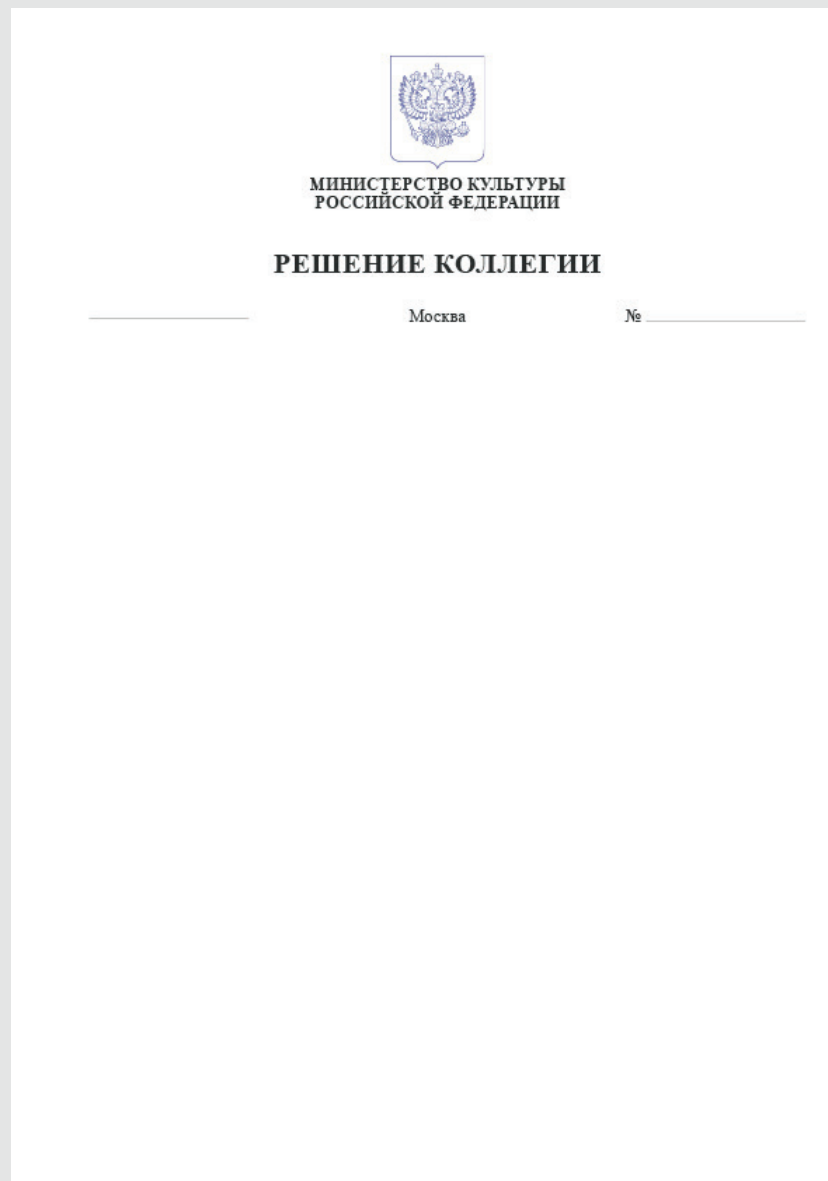 МИНИСТЕРСТВО КУЛЬТУРЫ
РОССИЙСКОЙ ФЕДЕРАЦИИ
РЕШЕНИЕ КОЛЛЕГИИ
Москва №